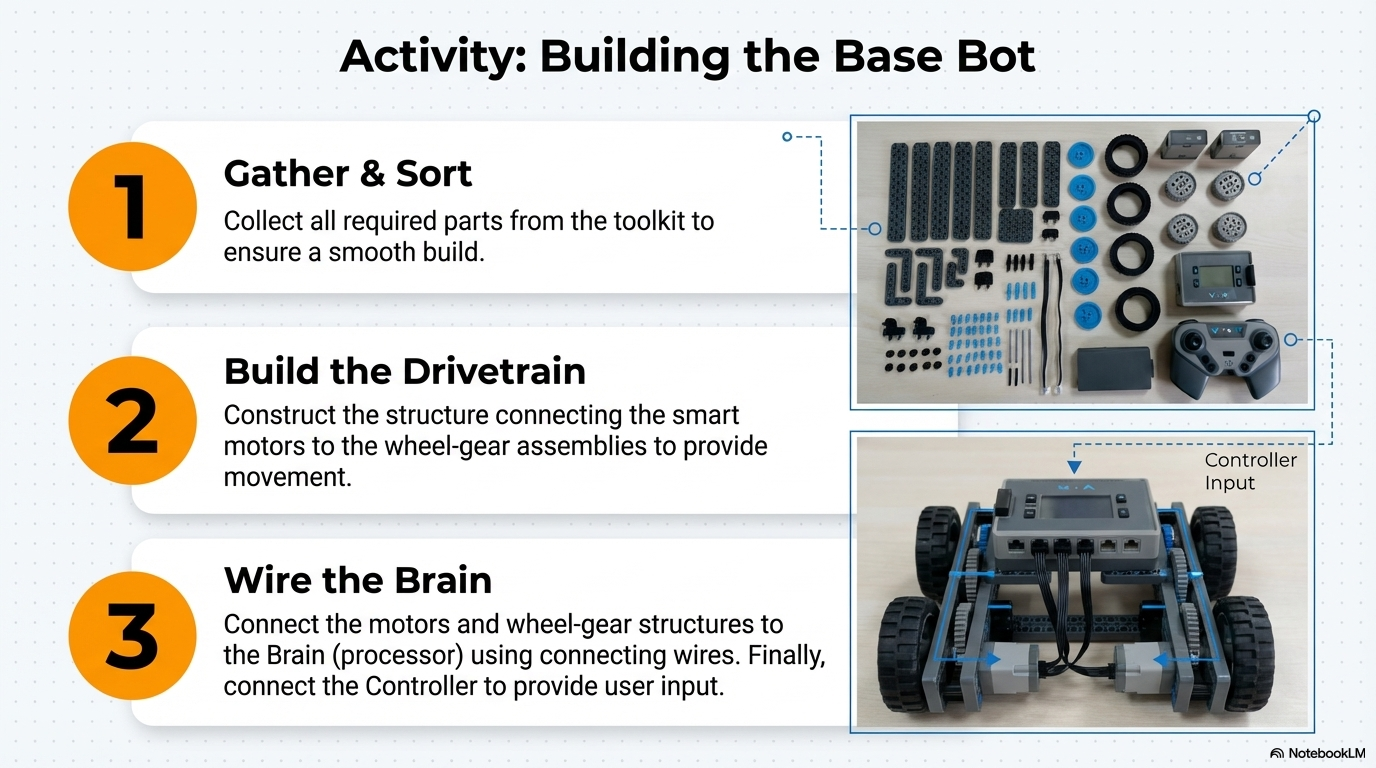 Activity: Building the Base Bot
1
Gather & Sort
Collect all required parts from the toolkit to
ensure a smooth build.
2
Build the Drivetrain
Construct the structure connecting the smart
motors to the wheel-gear assemblies to provide
movement.
3
Wire the Brain
Connect the motors and wheel-gear structures to
the Brain (processor) using connecting wires. Finally,
connect the Controller to provide user input.
Controller
Input
NotebookLM